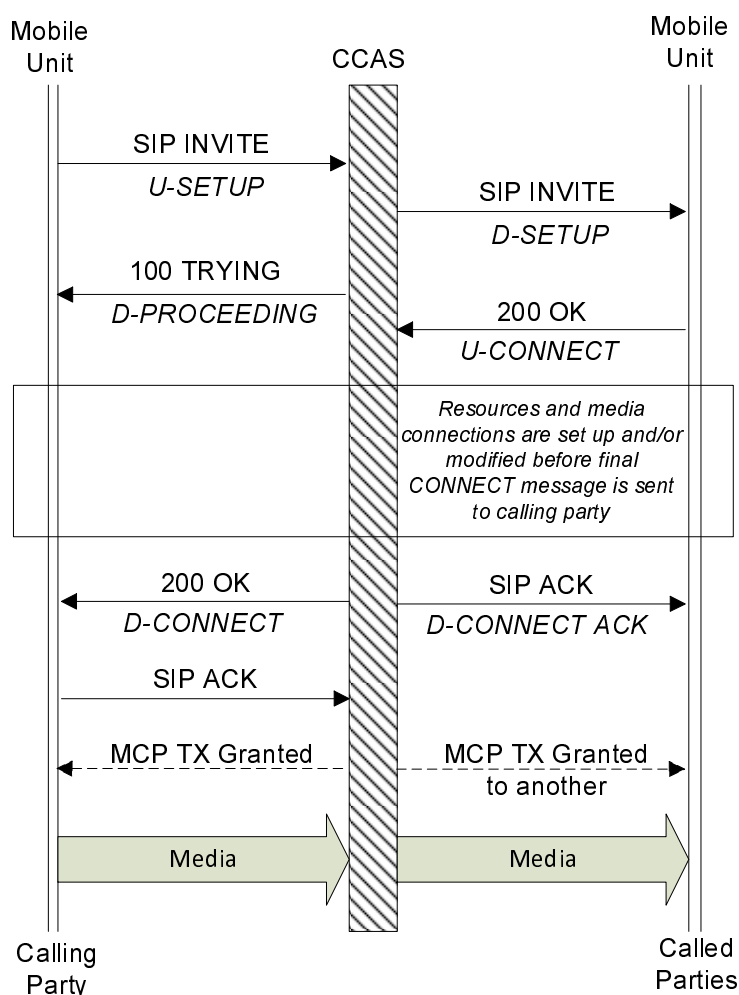 Mobile
Unit
CCAS
Mobile
Unit
SIP INVITE
U-SETUP
SIP INVITE
D-SETUP
100 TRYING
D-PROCEEDING
200 OK
U-CONNECT
Resources and media
connections are set up and/or
modified before final
CONNECT message is sent
to calling party
200 OK
D-CONNECT
SIP ACK
D-CONNECT ACK
SIP ACK
MCP TX Granted
MCP TX Granted
to another
Media
Media
Calling
Party
Called
Parties